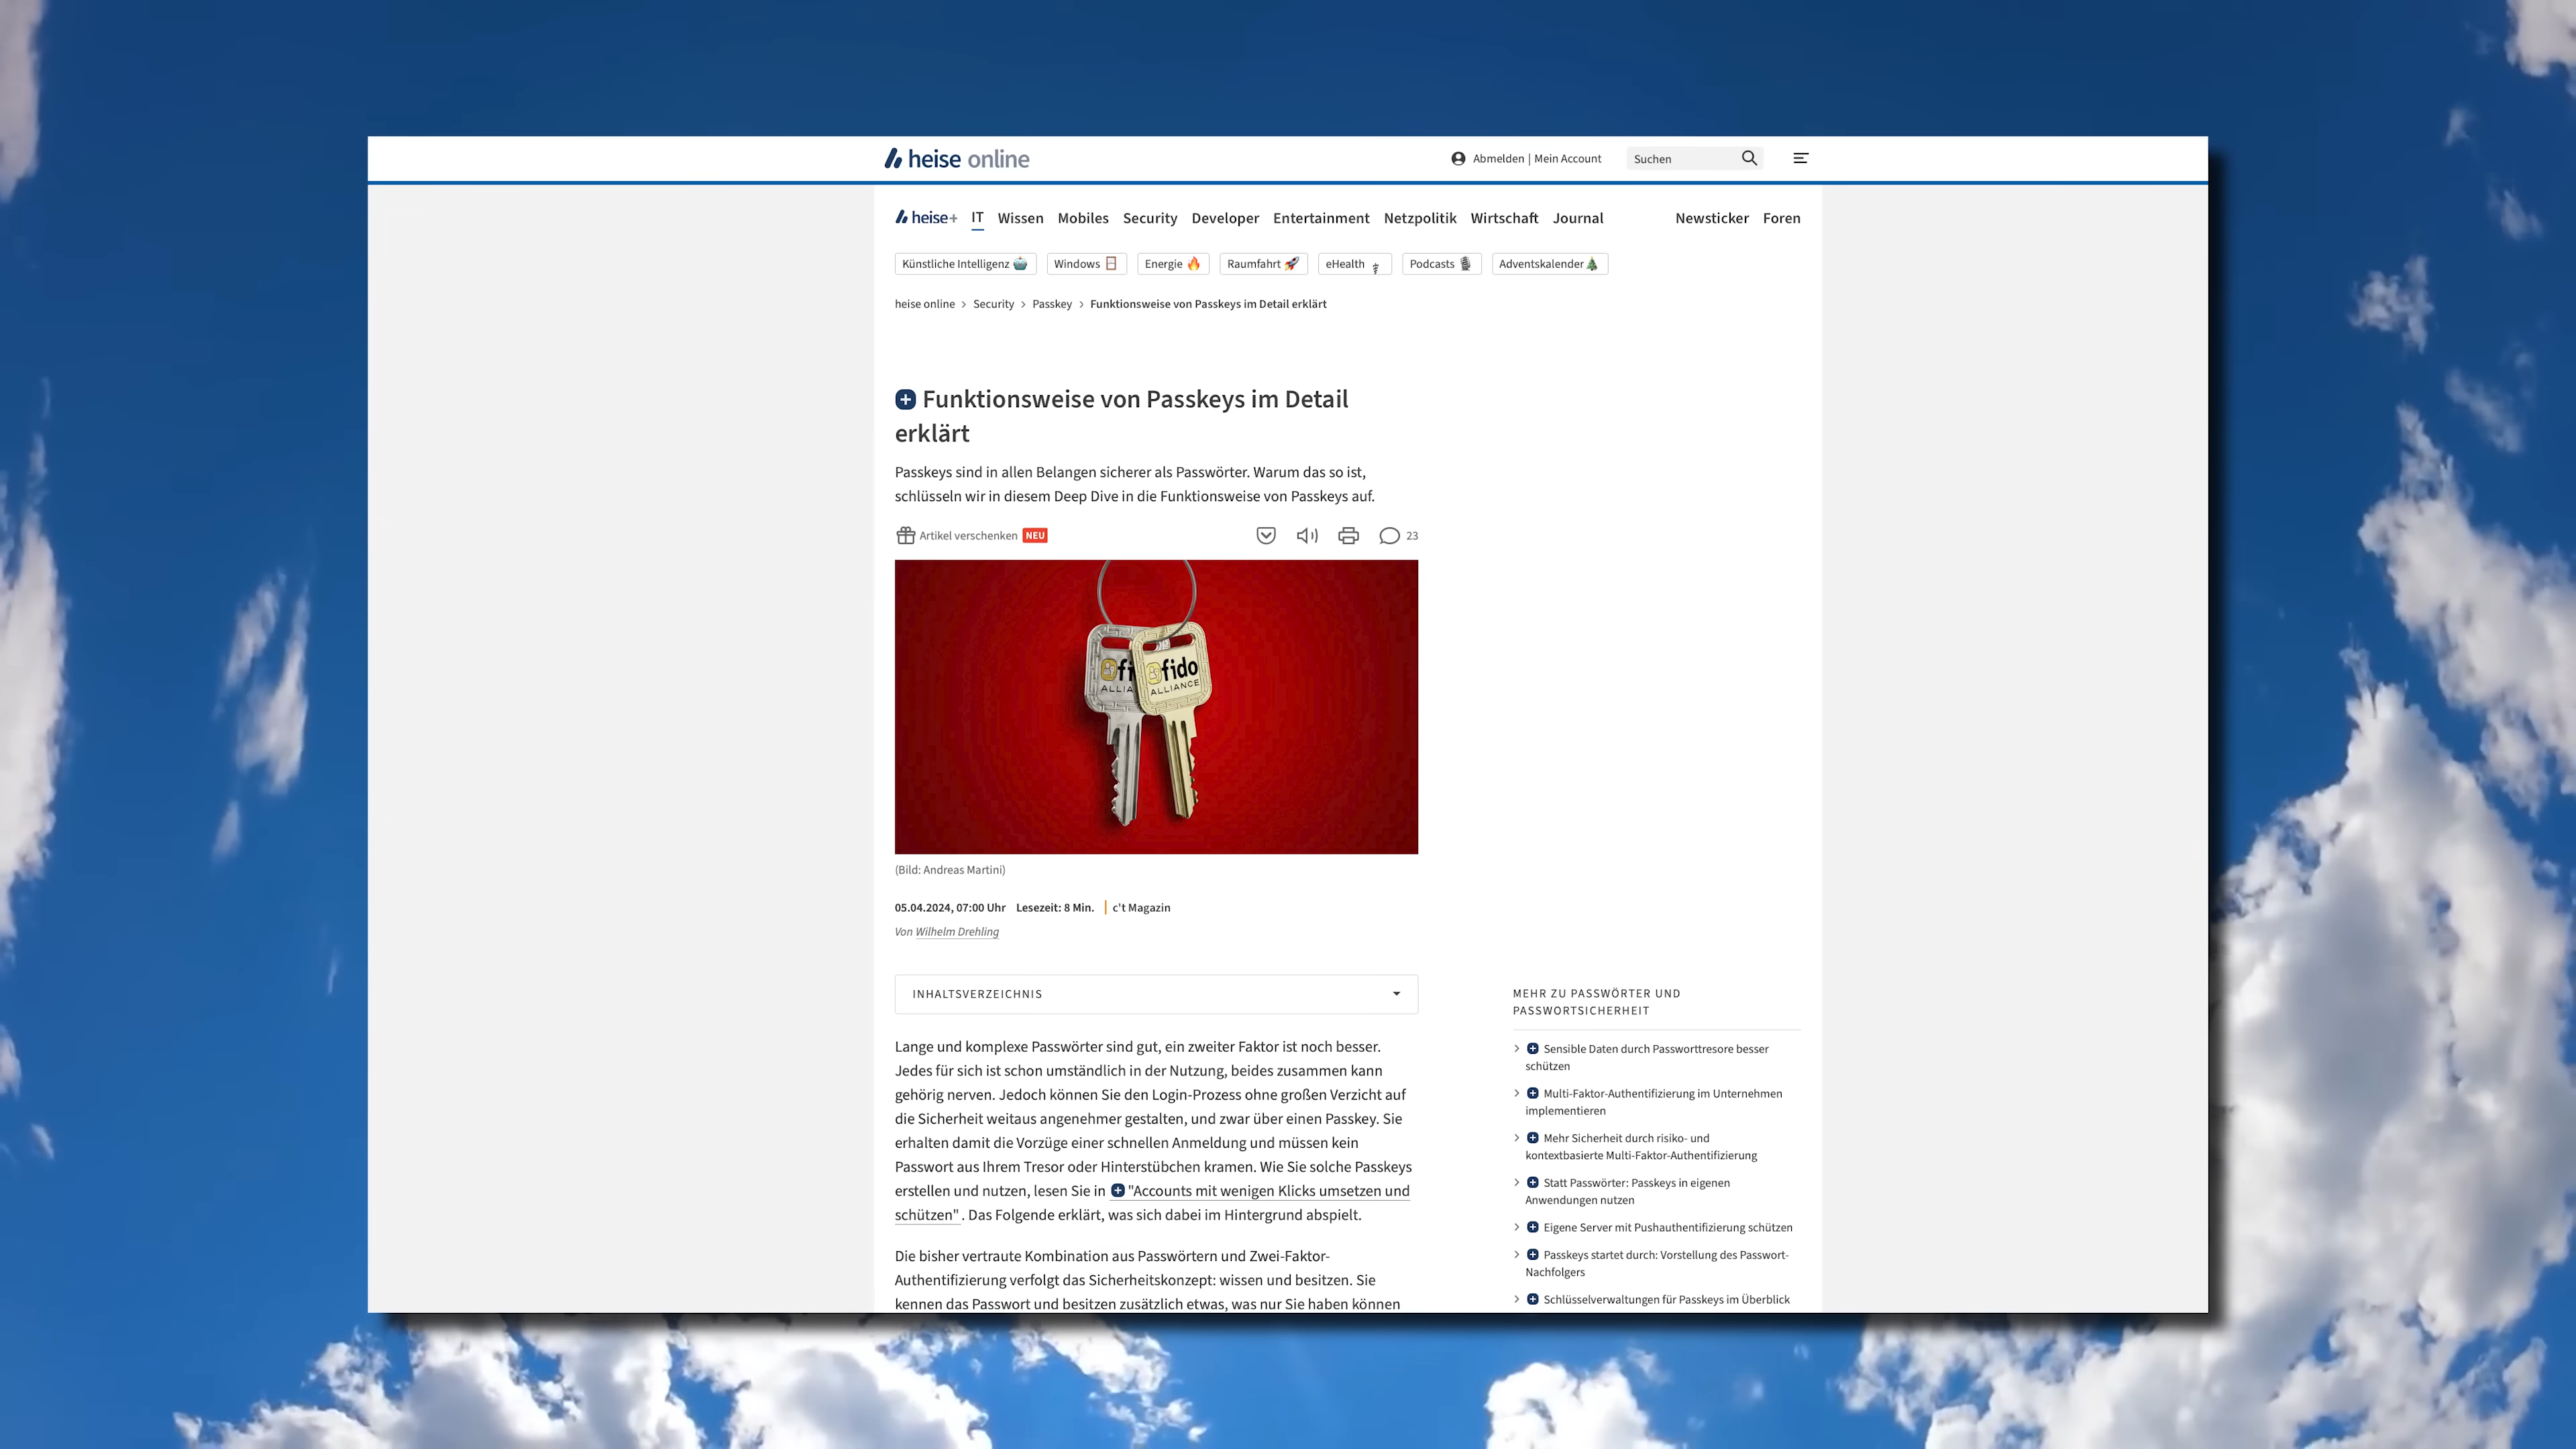 heise online
Abmelden | Mein Account
Suchen
heise+ IT Wissen Mobiles Security Developer Entertainment Netzpolitik Wirtschaft Journal Newsticker Foren
Künstliche Intelligenz Windows Energie Raumfahrt eHealth Podcasts Adventskalender
heise online > Security > Passkey > Funktionsweise von Passkeys im Detail erklärt
Funktionsweise von Passkeys im Detail
erklärt
Passkeys sind in allen Belangen sicherer als Passwörter. Warum das so ist,
schlüsseln wir in diesem Deep Dive in die Funktionsweise von Passkeys auf.
Artikel verschenken NEU
23
fido
ALLIANCE
(Bild: Andreas Martini)
05.04.2024, 07:00 Uhr Lesezeit: 8 Min. | c't Magazin
Von Wilhelm Drehling
INHALTSVERZEICHNIS
Lange und komplexe Passwörter sind gut, ein zweiter Faktor ist noch besser.
Jedes für sich ist schon umständlich in der Nutzung, beides zusammen kann
gehörig nerven. Jedoch können Sie den Login-Prozess ohne großen Verzicht auf
die Sicherheit weitaus angenehmer gestalten, und zwar über einen Passkey. Sie
erhalten damit die Vorzüge einer schnellen Anmeldung und müssen kein
Passwort aus Ihrem Tresor oder Hinterstübchen kramen. Wie Sie solche Passkeys
erstellen und nutzen, lesen Sie in "Accounts mit wenigen Klicks umsetzen und
schützen" . Das Folgende erklärt, was sich dabei im Hintergrund abspielt.
Die bisher vertraute Kombination aus Passwörtern und Zwei-Faktor-
Authentifizierung verfolgt das Sicherheitskonzept: wissen und besitzen. Sie
kennen das Passwort und besitzen zusätzlich etwas, was nur Sie haben können
MEHR ZU PASSWÖRTER UND
PASSWORTSICHERHEIT
Sensible Daten durch Passworttresore besser
schützen
Multi-Faktor-Authentifizierung im Unternehmen
implementieren
Mehr Sicherheit durch risiko- und
kontextbasierte Multi-Faktor-Authentifizierung
Statt Passwörter: Passkeys in eigenen
Anwendungen nutzen
Eigene Server mit Pushauthentifizierung schützen
Passkeys startet durch: Vorstellung des Passwort-
Nachfolgers
Schlüsselverwaltungen für Passkeys im Überblick